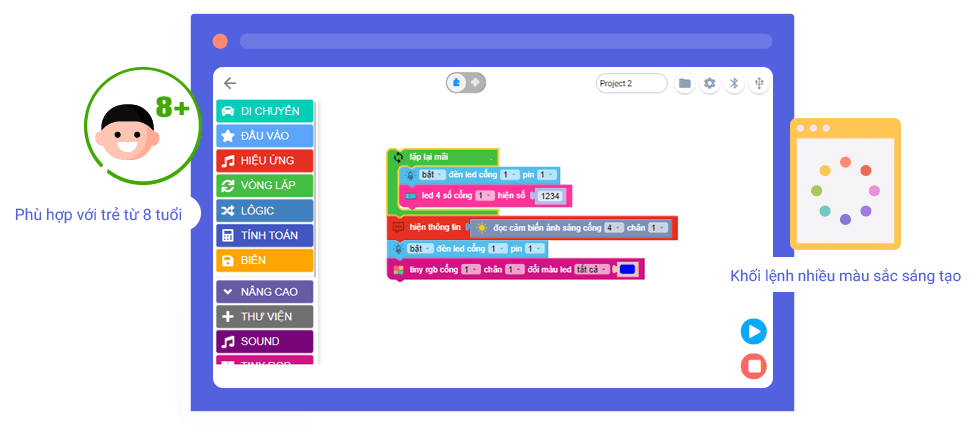 8+
Phù hợp với trẻ từ 8 tuổi
Project 2
DI CHUYỂN
ĐẦU VÀO
HIỆU ỨNG
VÒNG LẶP
LÓGIC
TÍNH TOÁN
BIẾN
NÂNG CAO
THƯ VIỆN
SOUND
TINY RGB
lặp lại mãi
bật đèn led cổng 1 pin 1
led 4 số cổng 1 hiện số 1234
hiện thông tin đọc cảm biến ánh sáng cổng 4 chân 1
bật đèn led cổng 1 pin 1
tiny rgb cổng 1 chân 1 đổi màu led tất cả
Khối lệnh nhiều màu sắc sáng tạo